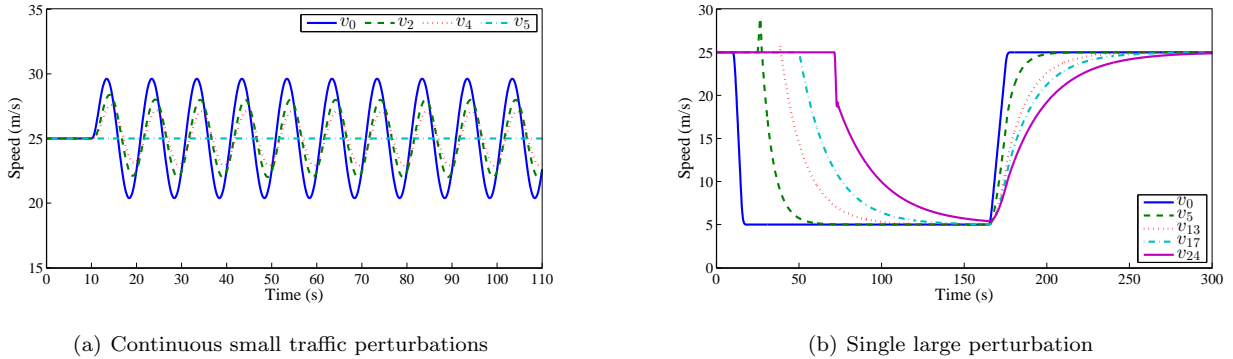 35
30
25
20
15
Speed (m/s)
0 10 20 30 40 50 60 70 80 90 100 110
Time (s)
v0 v2 v4 v5
(a) Continuous small traffic perturbations
30
25
20
15
10
5
0
Speed (m/s)
0 50 100 150 200 250 300
Time (s)
v0
v5
v13
v17
v24
(b) Single large perturbation